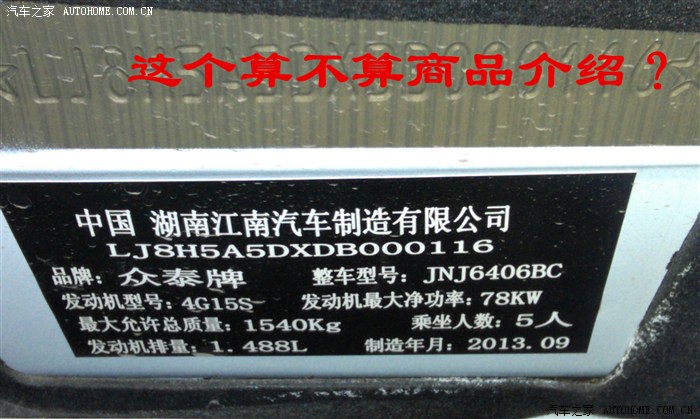 汽车之家 AUTOHOME.COM.CN
这个算不算商品介绍？
中国 湖南江南汽车制造有限公司
LJ8H5A5DXDB000116
品牌：众泰牌 整车型号：JNJ6406BC
发动机型号：4G15S 发动机最大净功率：78KW
最大允许总质量：1540Kg 乘坐人数：5人
发动机排量：1.488L 制造年月：2013.09
汽车之家 AUTOHOME.COM.CN